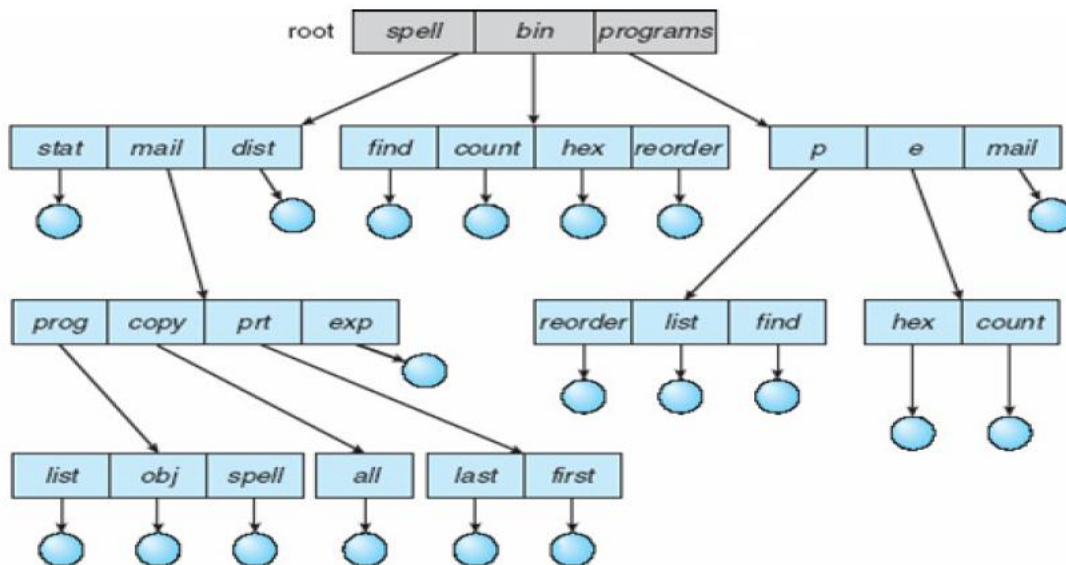 root spell bin programs
stat mail dist find count hex reorder p e mail
prog copy prt exp reorder list find hex count
list obj spell all last first